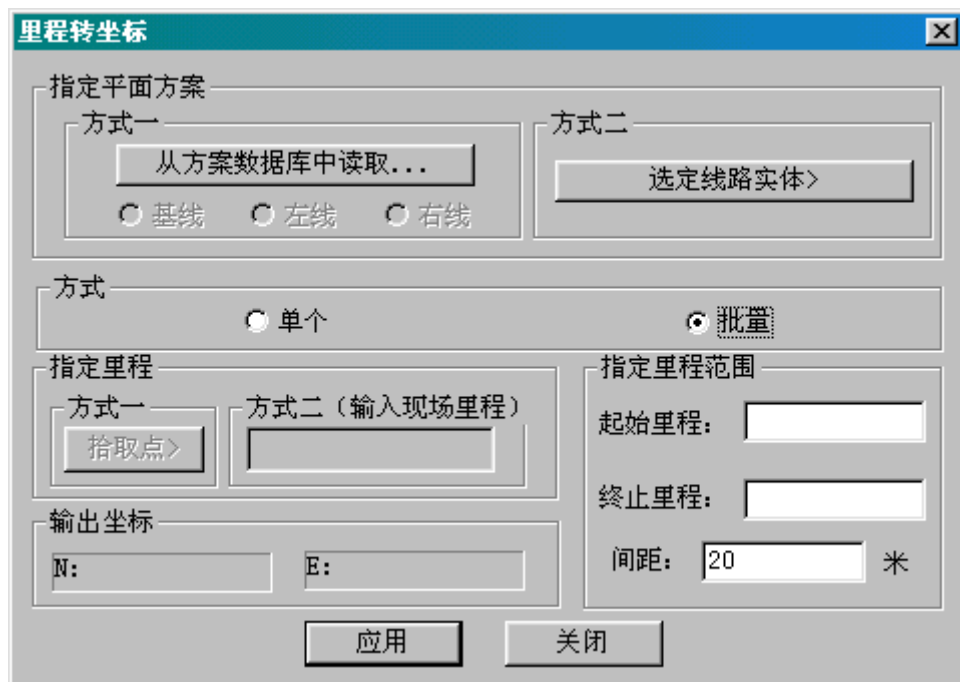 里程转坐标
指定平面方案
方式一
从方案数据库中读取...
基线 左线 右线
方式二
选定线路实体>
方式
单个 批量
指定里程
方式一
拾取点>
方式二（输入现场里程）
指定里程范围
起始里程：
终止里程：
间距： 20 米
输出坐标
N: E:
应用 关闭